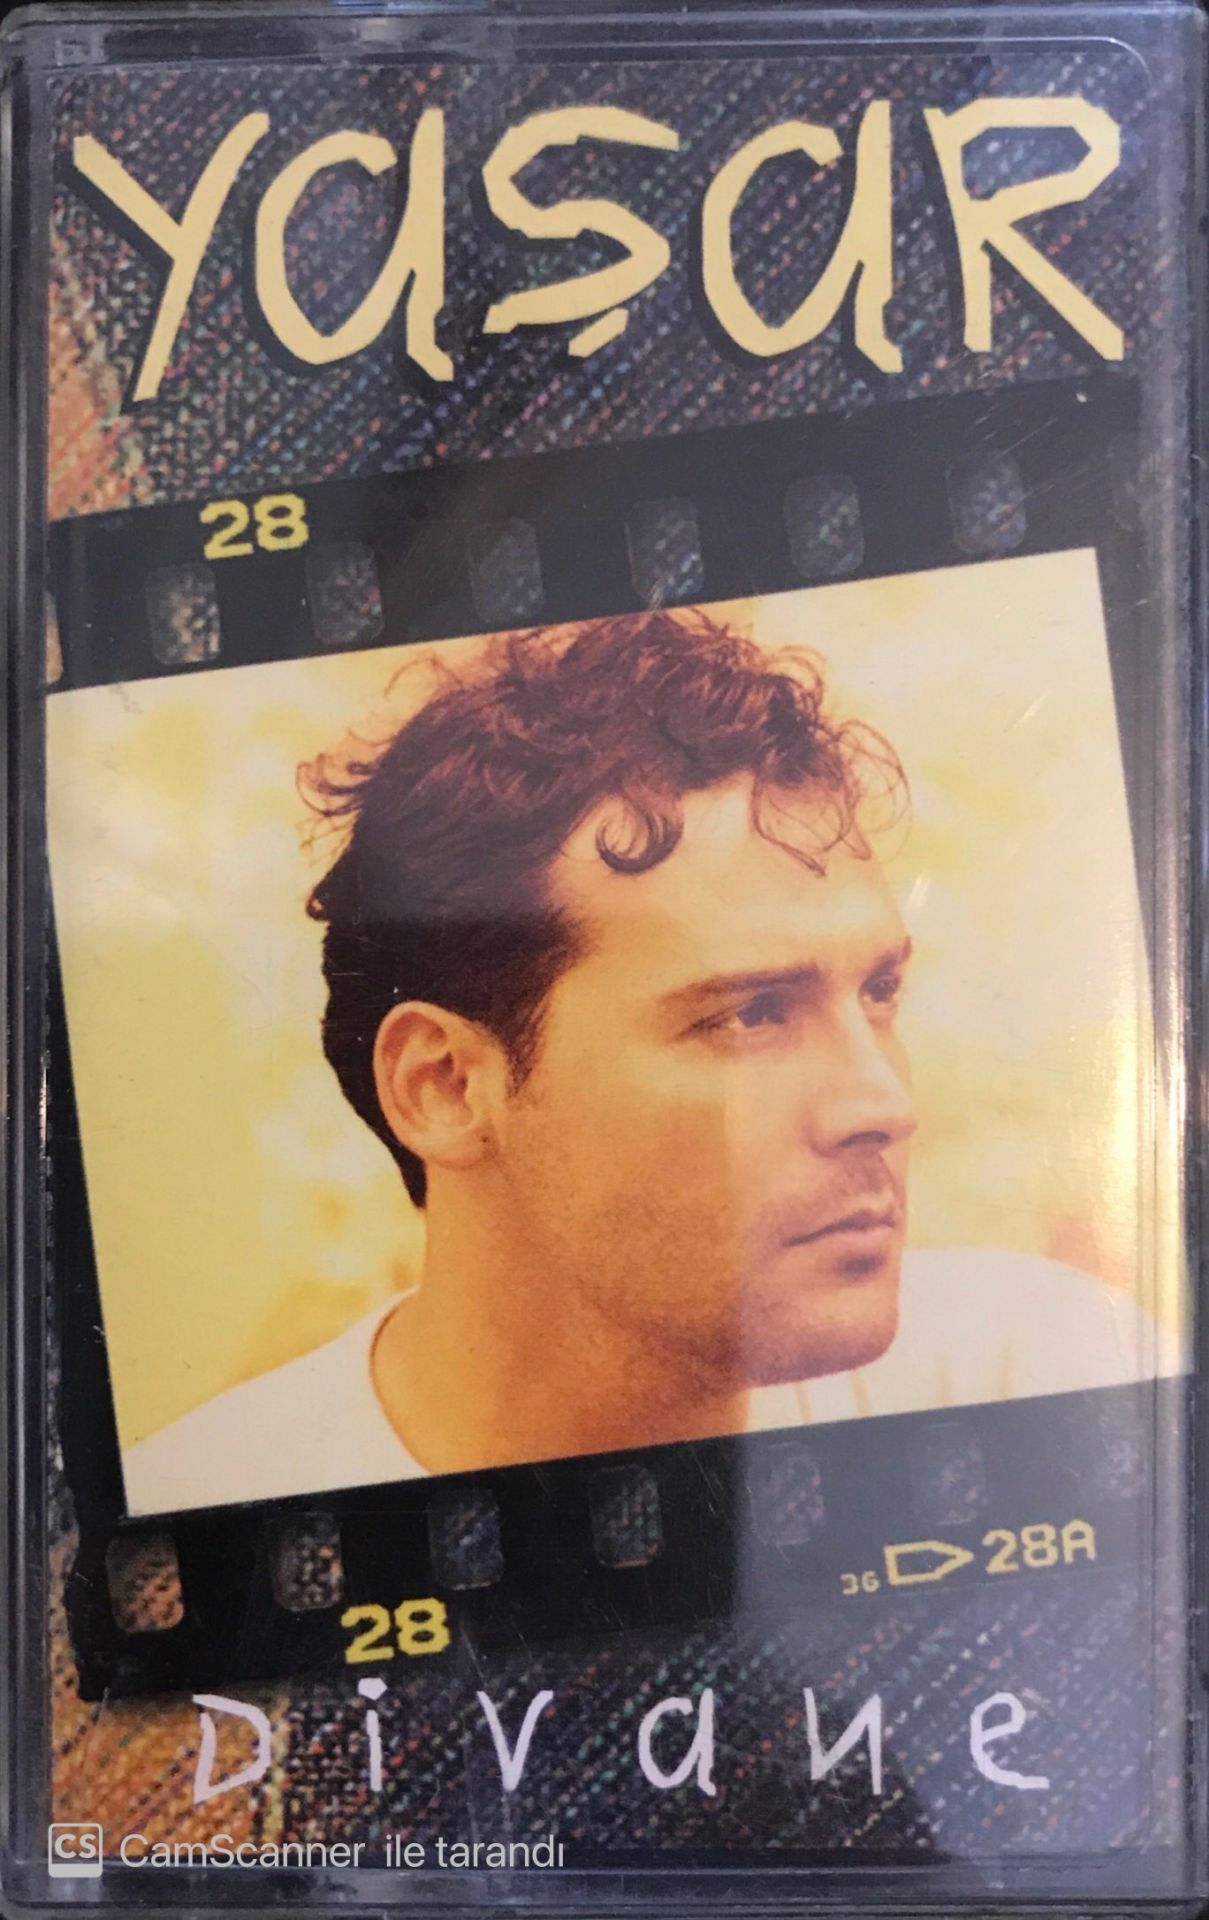 Yaşar
28
36 28A
28
Divane
CS CamScanner ile tarandı